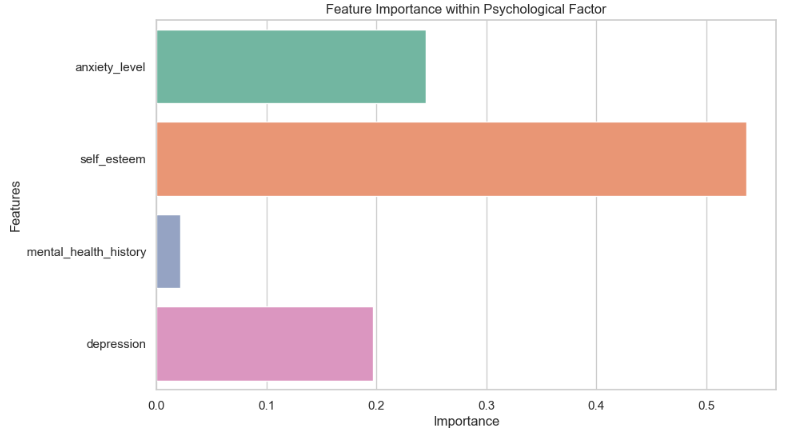 Feature Importance within Psychological Factor
anxiety_level
self_esteem
mental_health_history
depression
Features
0.0 0.1 0.2 0.3 0.4 0.5
Importance